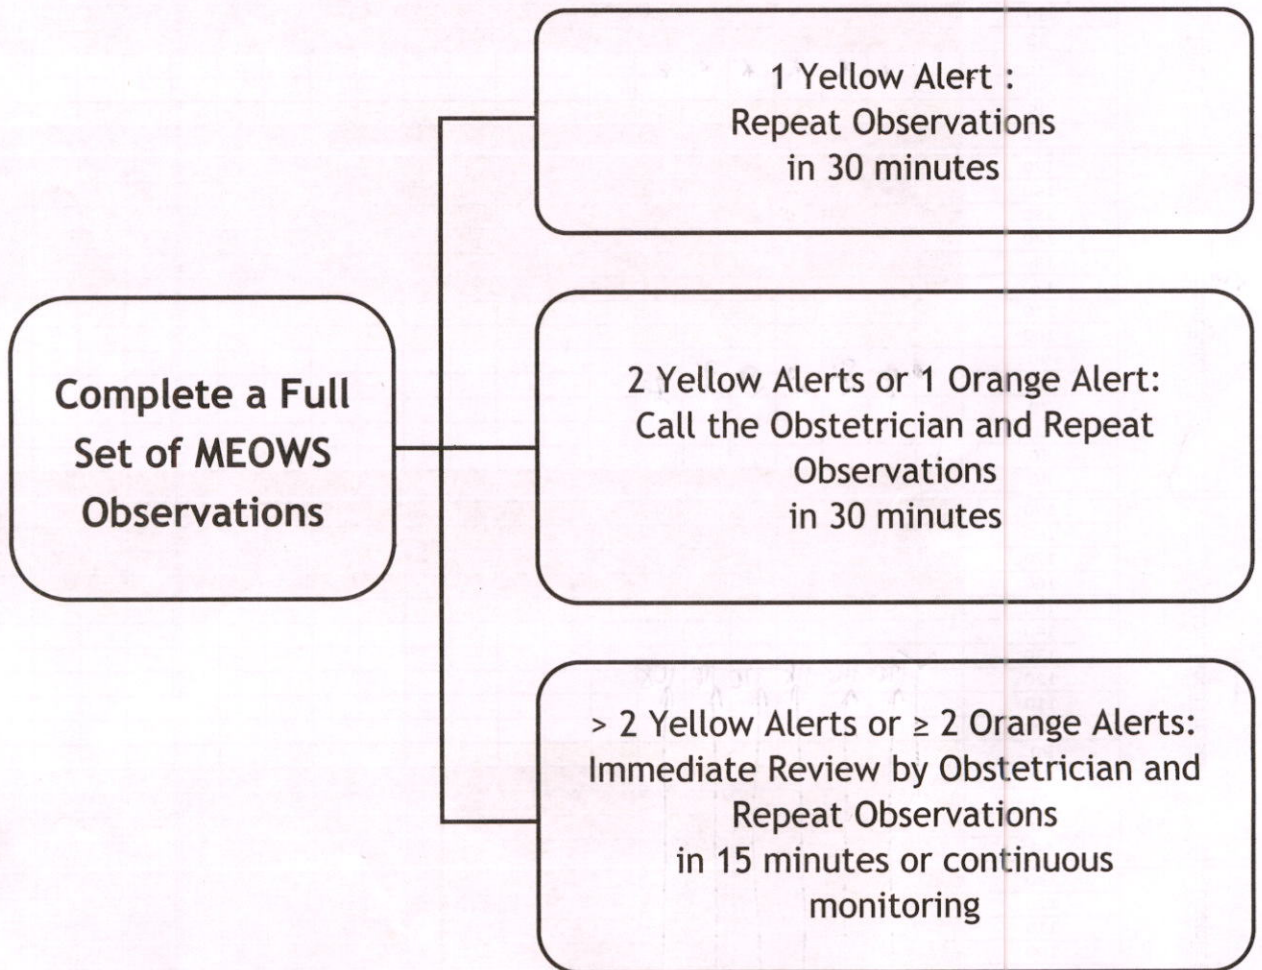 1 Yellow Alert :
Repeat Observations
in 30 minutes
Complete a Full
Set of MEOWS
Observations
2 Yellow Alerts or 1 Orange Alert:
Call the Obstetrician and Repeat
Observations
in 30 minutes
> 2 Yellow Alerts or ≥ 2 Orange Alerts:
Immediate Review by Obstetrician and
Repeat Observations
in 15 minutes or continuous
monitoring